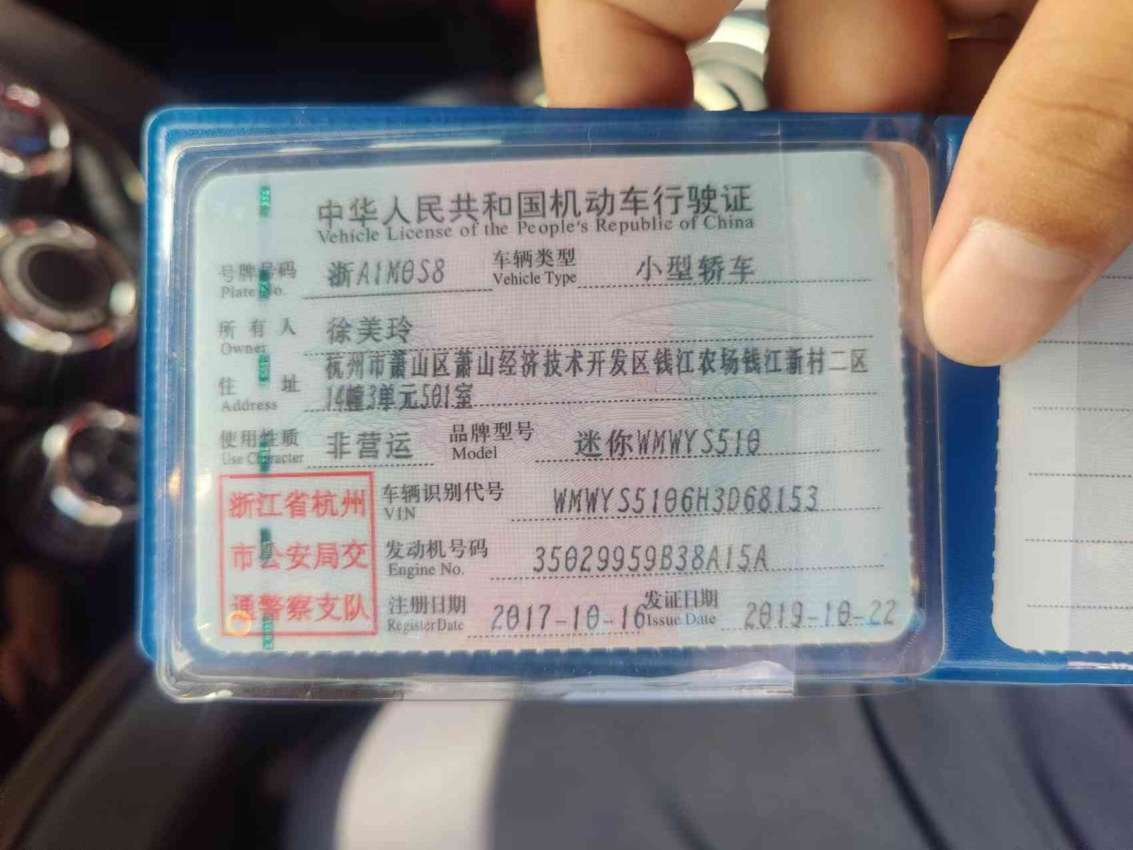 中华人民共和国机动车行驶证
Vehicle License of the People's Republic of China
号牌号码 浙A1M0S8 车辆类型 小型轿车
Plate No. Vehicle Type
所有人 徐美玲
Owner
住址 杭州市萧山区萧山经济技术开发区钱江农场钱江新村二区
Address 14幢3单元501室
使用性质 非营运 品牌型号 迷你WMWYS510
Use Character Model
浙江省杭州
市公安局交
通警察支队
车辆识别代号 WMWYS5106H3D68153
VIN
发动机号码 35029959B38A15A
Engine No.
注册日期 2017-10-16 发证日期 2019-10-22
Register Date Issue Date